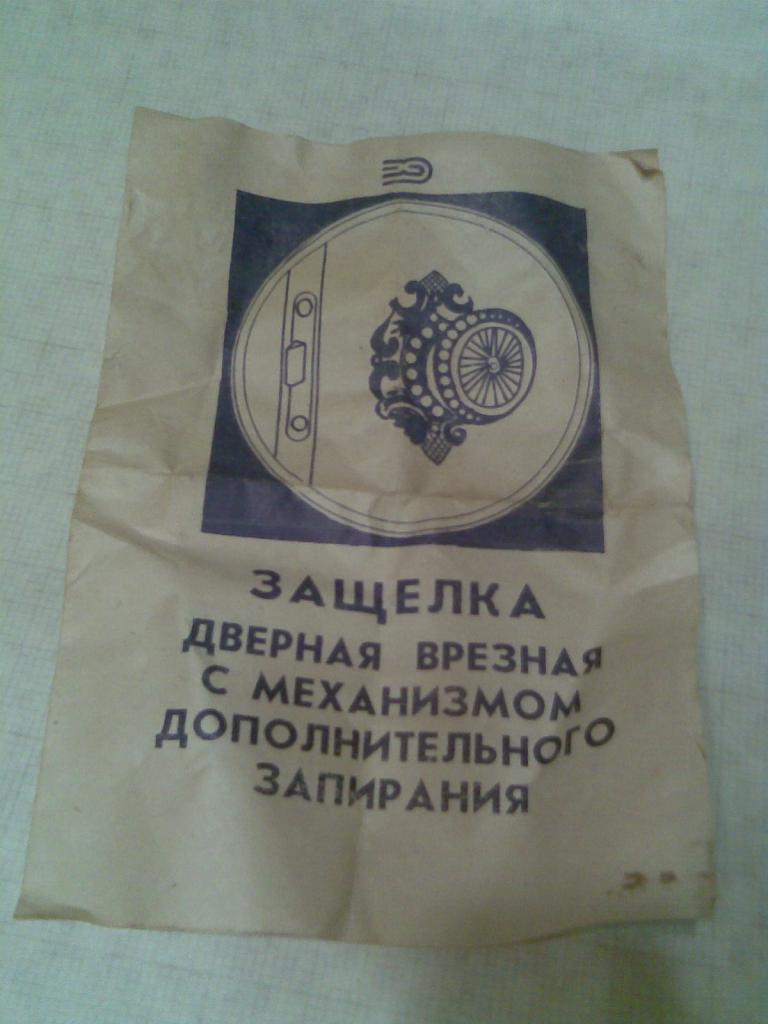 ЗАЩЕЛКА
ДВЕРНАЯ ВРЕЗНАЯ
С МЕХАНИЗМОМ
ДОПОЛНИТЕЛЬНОГО
ЗАПИРАНИЯ